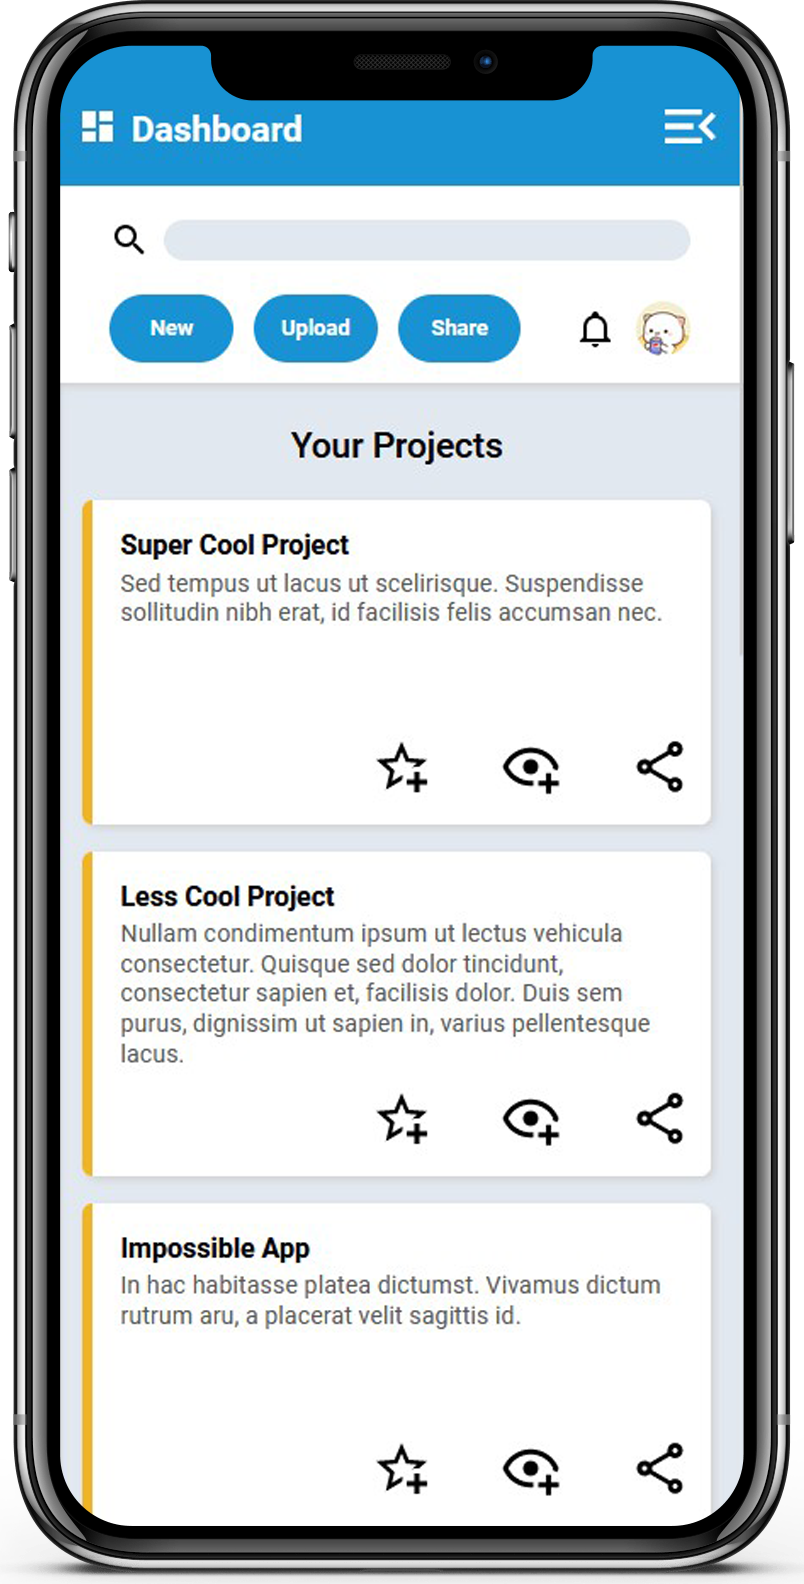 Dashboard
New Upload Share
Your Projects
Super Cool Project
Sed tempus ut lacus ut scelirisque. Suspendisse
sollitudin nibh erat, id facilisis felis accumsan nec.
Less Cool Project
Nullam condimentum ipsum ut lectus vehicula
consectetur. Quisque sed dolor tincidunt,
consectetur sapien et, facilisis dolor. Duis sem
purus, dignissim ut sapien in, varius pellentesque
lacus.
Impossible App
In hac habitasse platea dictumst. Vivamus dictum
rutrum aru, a placerat velit sagittis id.